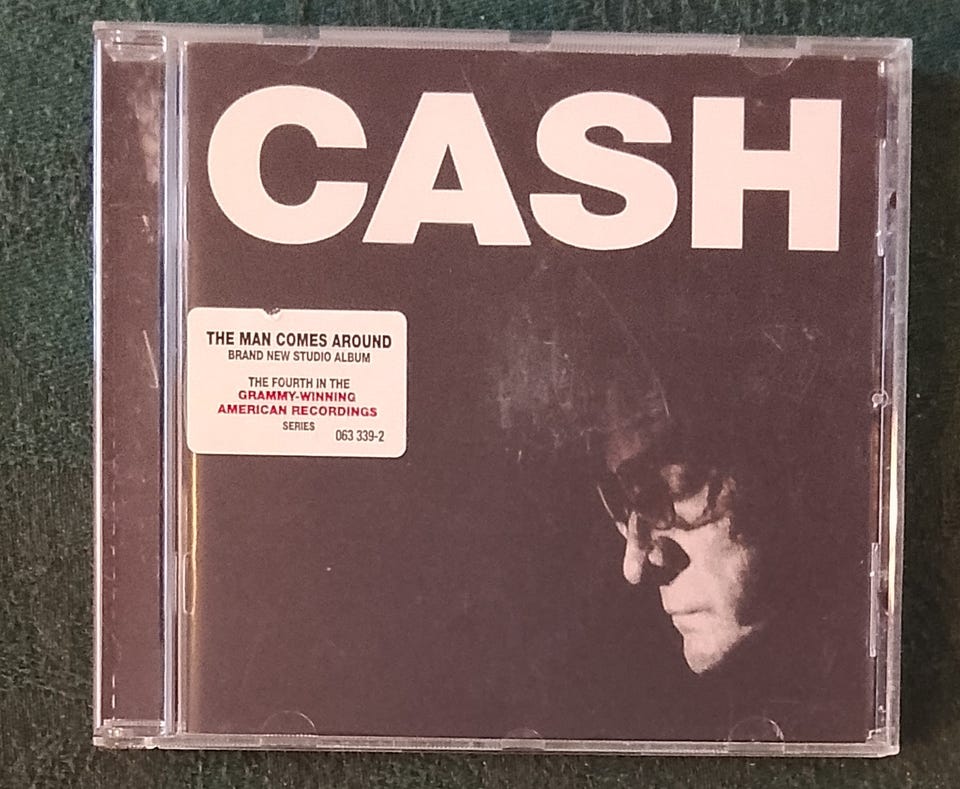 CASH
THE MAN COMES AROUND
BRAND NEW STUDIO ALBUM
THE FOURTH IN THE
GRAMMY-WINNING
AMERICAN RECORDINGS
SERIES
063 339-2